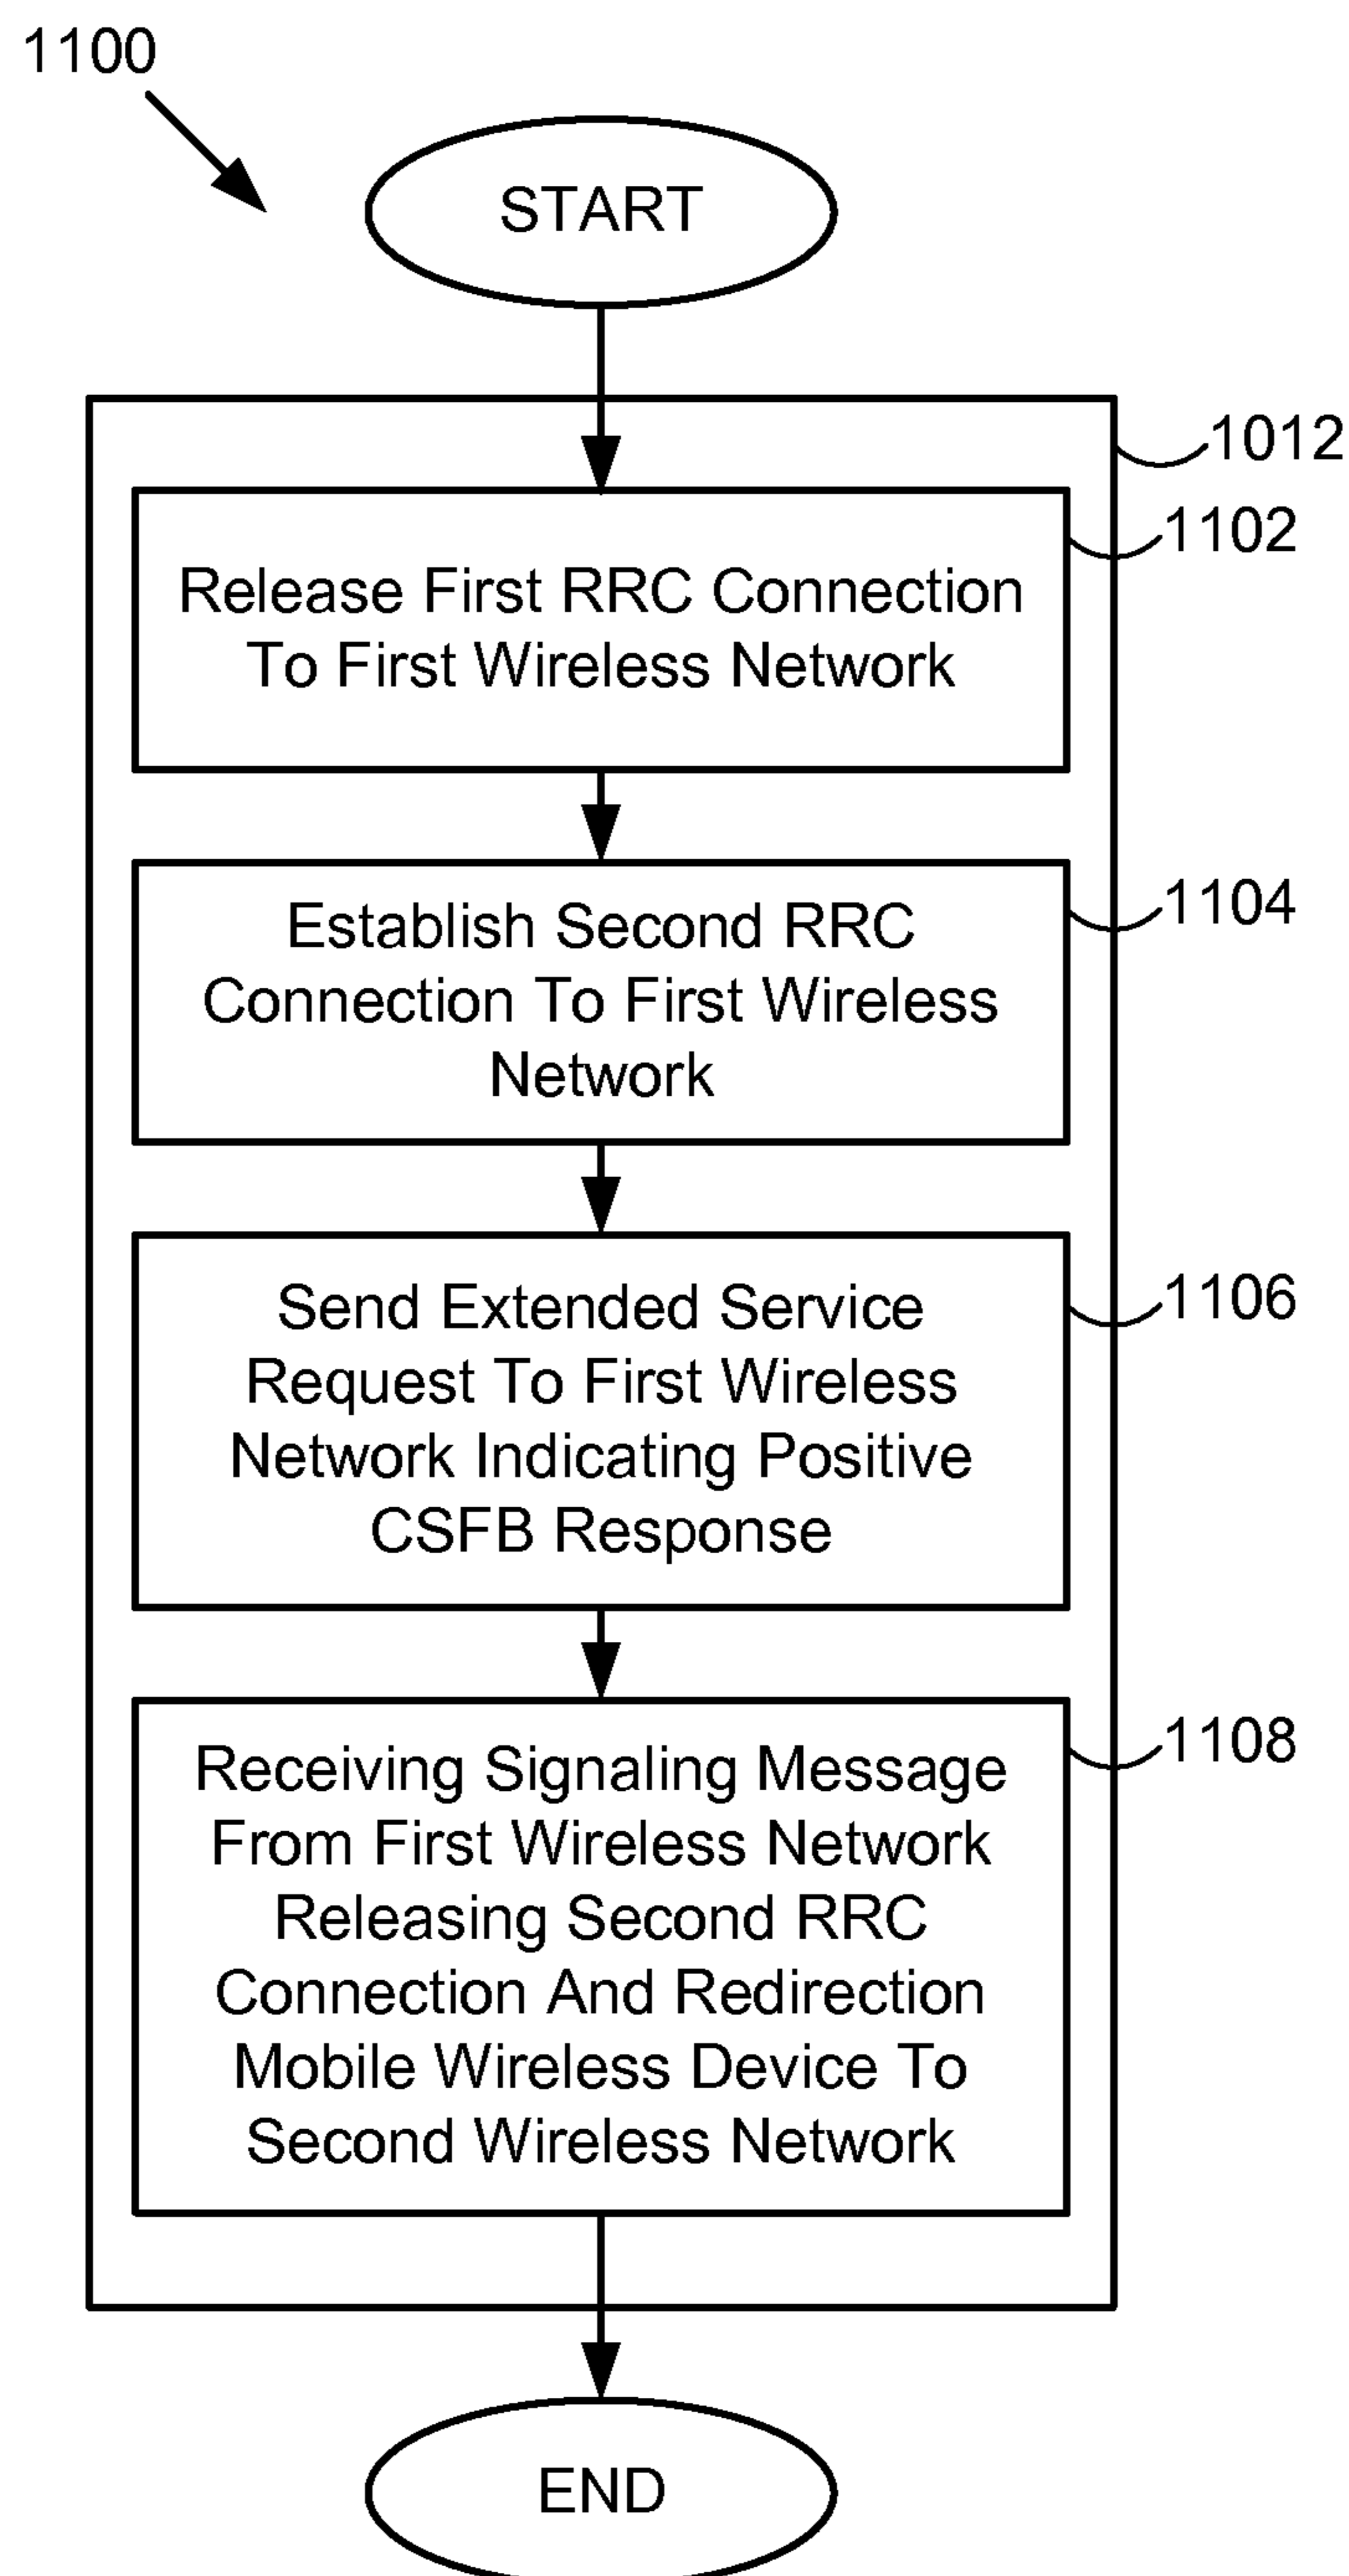 1100
START
1012
1102
Release First RRC Connection
To First Wireless Network
1104
Establish Second RRC
Connection To First Wireless
Network
1106
Send Extended Service
Request To First Wireless
Network Indicating Positive
CSFB Response
1108
Receiving Signaling Message
From First Wireless Network
Releasing Second RRC
Connection And Redirection
Mobile Wireless Device To
Second Wireless Network
END